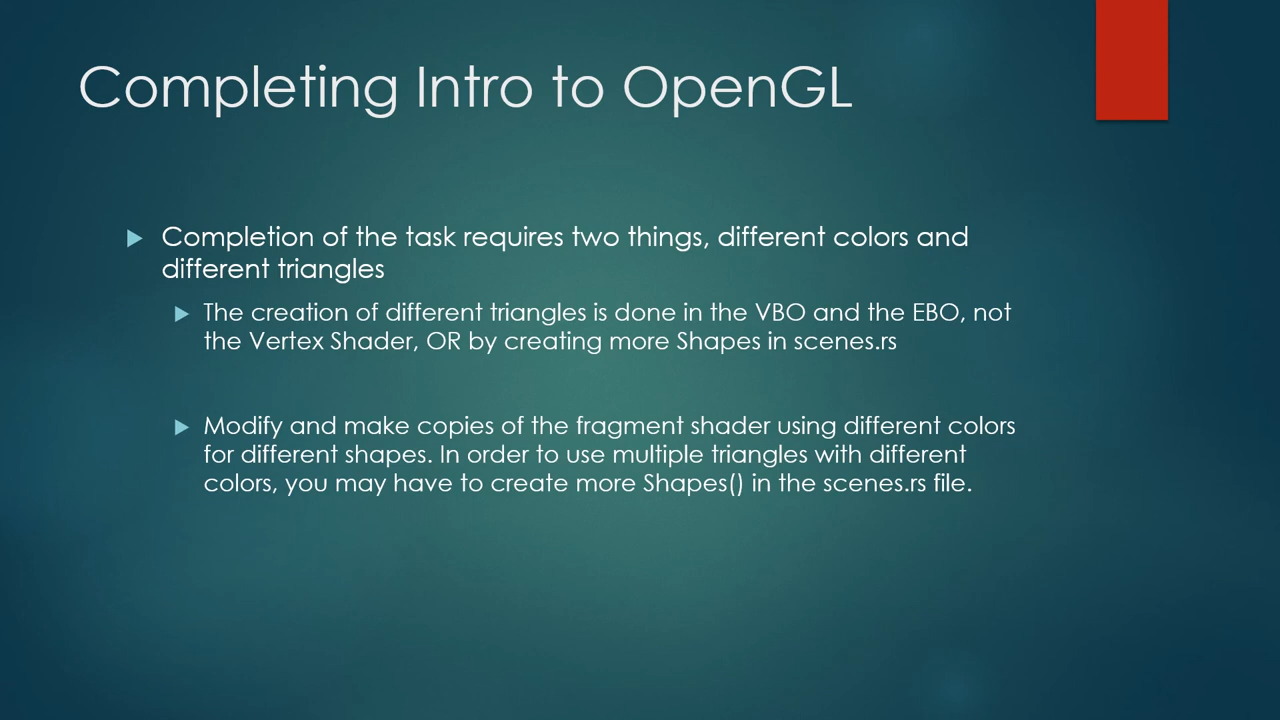 Completing Intro to OpenGL
Completion of the task requires two things, different colors and
different triangles
The creation of different triangles is done in the VBO and the EBO, not
the Vertex Shader, OR by creating more Shapes in scenes.rs
Modify and make copies of the fragment shader using different colors
for different shapes. In order to use multiple triangles with different
colors, you may have to create more Shapes() in the scenes.rs file.